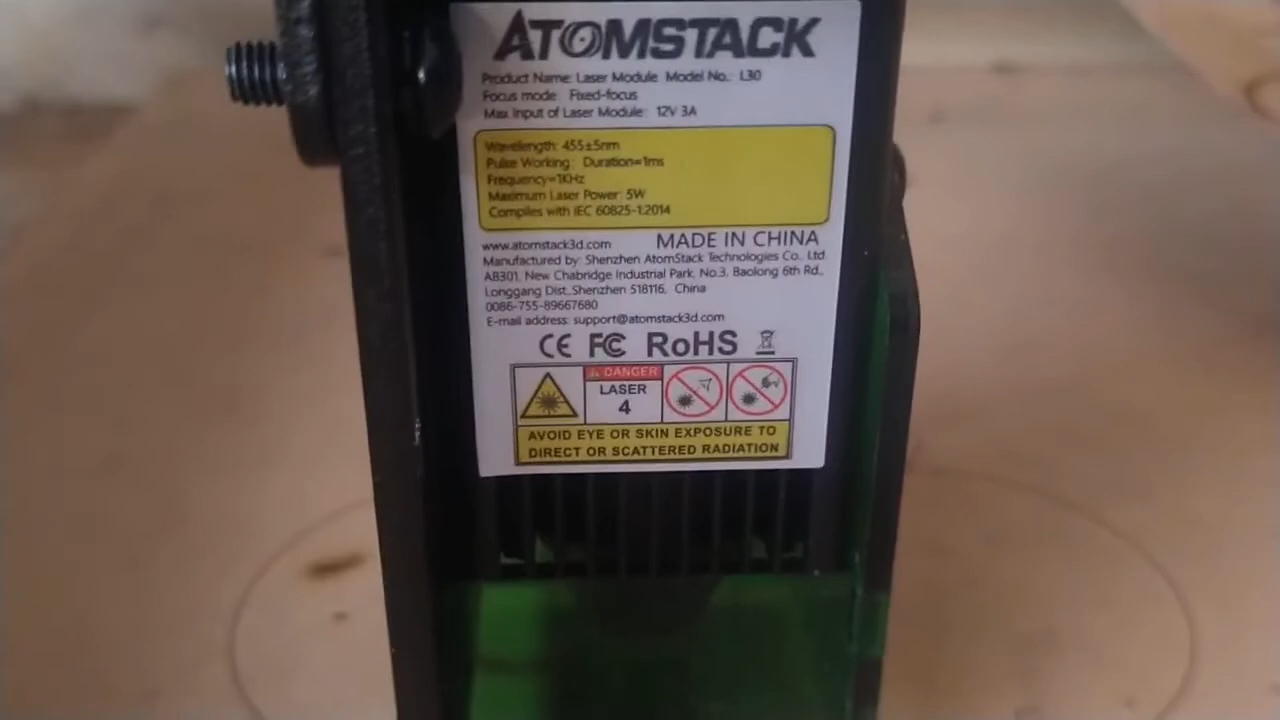 ATOMSTACK
Product Name: Laser Module Model No.: L30
Focus mode: Fixed-focus
Max Input of Laser Module: 12V 3A
Wavelength: 455±5nm
Pulse Working: Duration=1ms
Frequency=1KHz
Maximum Laser Power: 5W
Complies with IEC 60825-1:2014
www.atomstack3d.com MADE IN CHINA
Manufactured by: Shenzhen AtomStack Technologies Co., Ltd.
AB301, New Chabridge Industrial Park, No.3, Baolong 6th Rd.,
Longgang Dist.,Shenzhen 518116, China
0086-755-89667680
E-mail address: support@atomstack3d.com
CE FC RoHS
DANGER
LASER
4
AVOID EYE OR SKIN EXPOSURE TO
DIRECT OR SCATTERED RADIATION